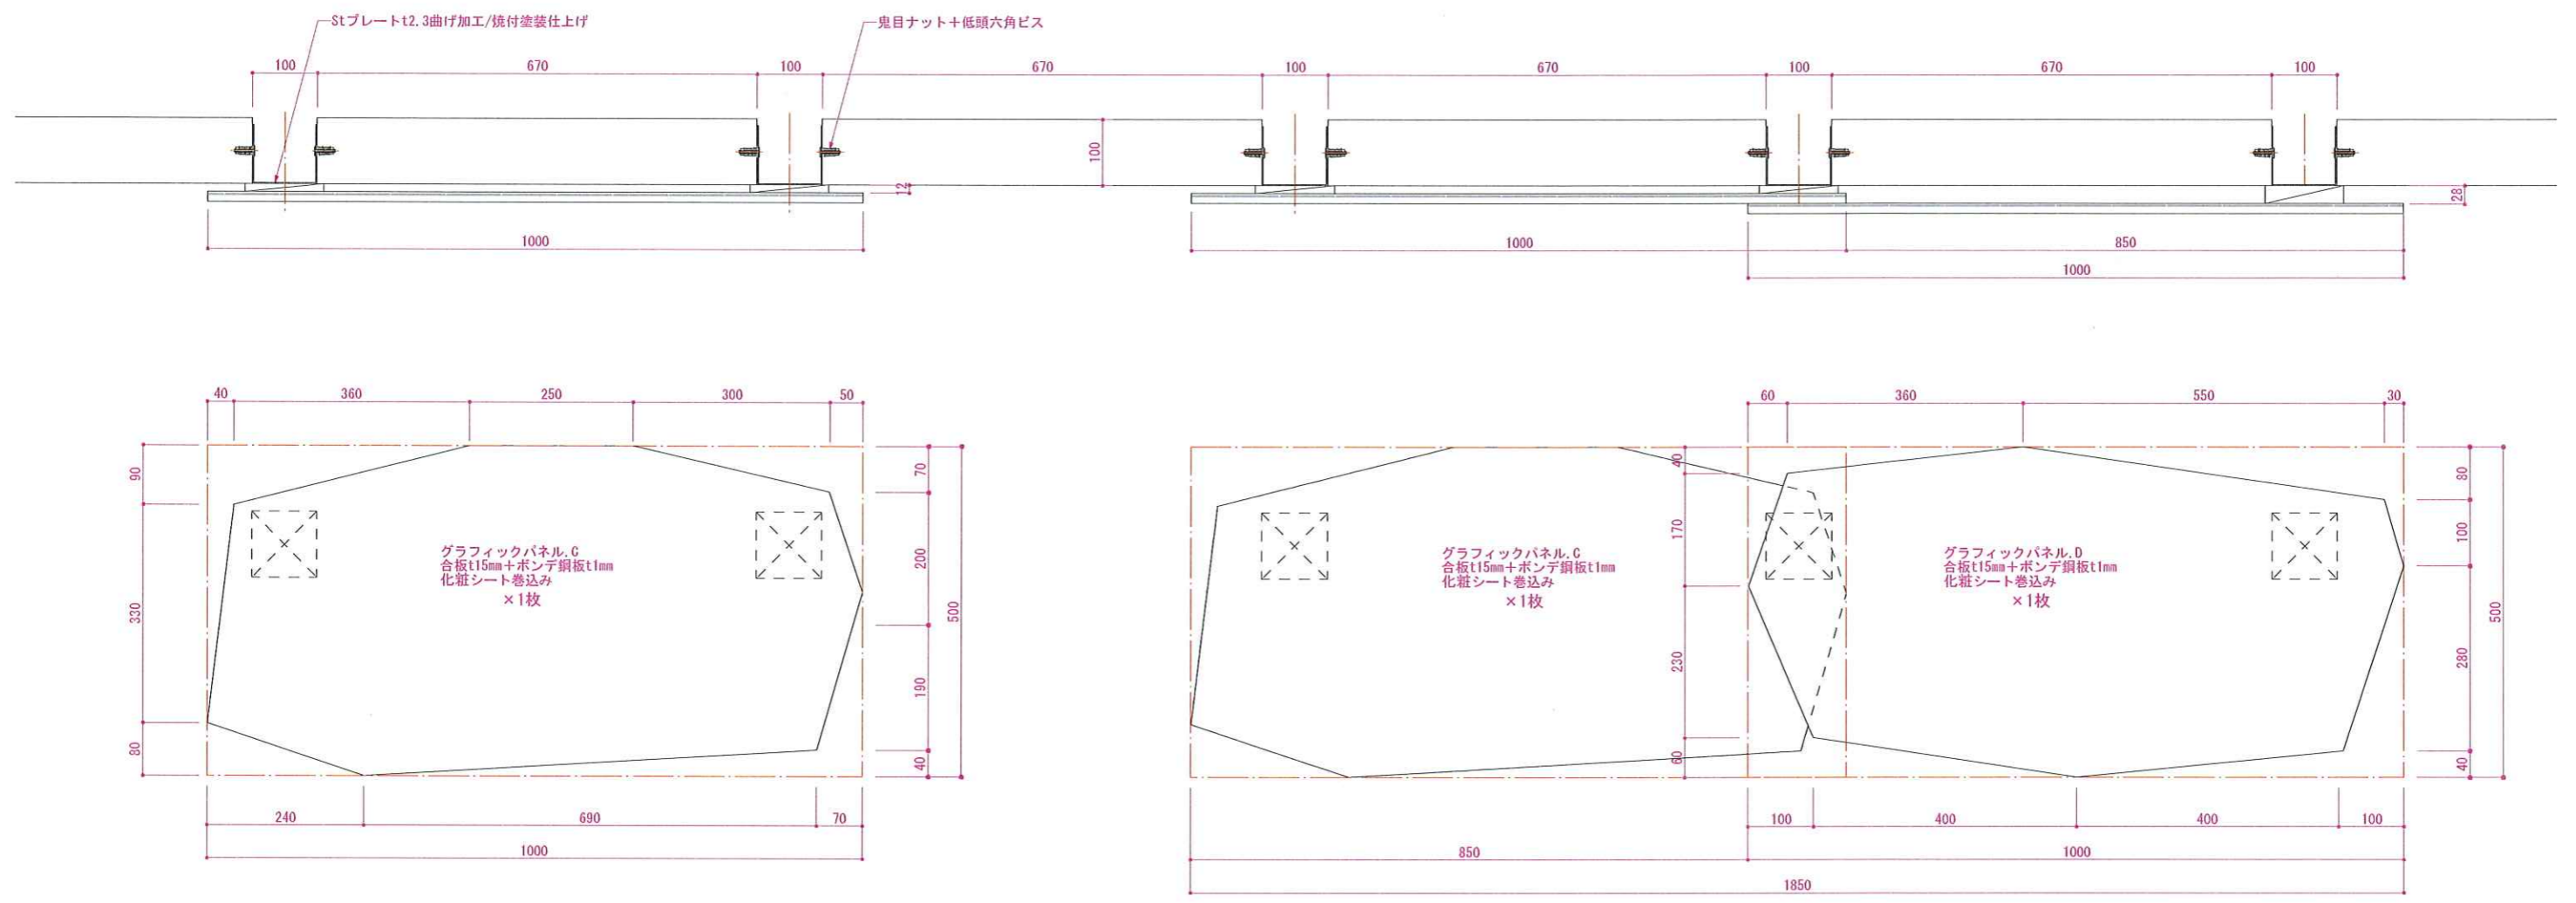 Stプレートt2.3曲げ加工/焼付塗装仕上げ
鬼目ナット＋低頭六角ビス
100 670 100 670 100 670 100 670 100
100
12
28
1000
1000
850
1000
40 360 250 300 50
60 360 550 30
90
330
80
70
200
190
40
500
グラフィックパネル.C
合板t15mm＋ボンデ鋼板t1mm
化粧シート巻込み
×1枚
240 690 70
1000
40
170
230
60
グラフィックパネル.C
合板t15mm＋ボンデ鋼板t1mm
化粧シート巻込み
×1枚
グラフィックパネル.D
合板t15mm＋ボンデ鋼板t1mm
化粧シート巻込み
×1枚
80
100
280
40
500
100 400 400 100
850 1000
1850